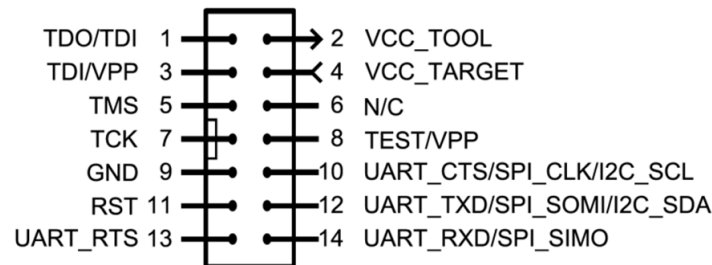 TDO/TDI 1 2 VCC_TOOL
TDI/VPP 3 4 VCC_TARGET
TMS 5 6 N/C
TCK 7 8 TEST/VPP
GND 9 10 UART_CTS/SPI_CLK/I2C_SCL
RST 11 12 UART_TXD/SPI_SOMI/I2C_SDA
UART_RTS 13 14 UART_RXD/SPI_SIMO